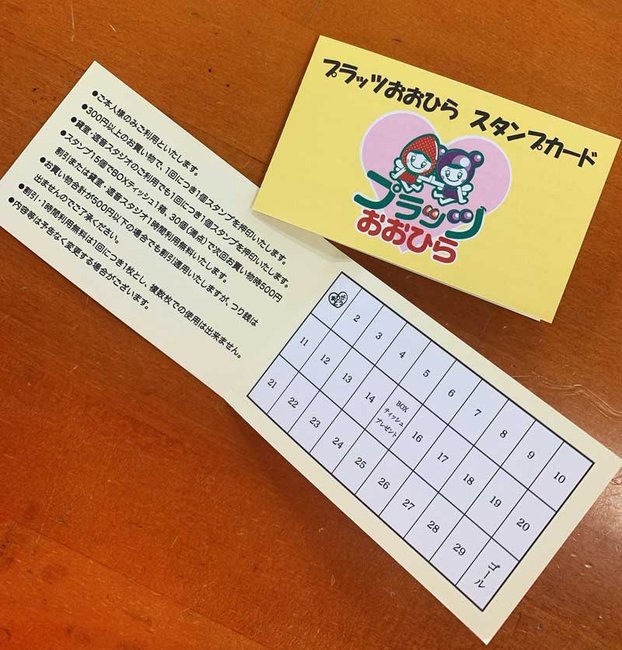 プラッツおおひら スタンプカード
プラッツ
おおひら
●ご本人様のみご利用といたします。
●300円以上のお買い物で、1回につき1個スタンプを押印いたします。
●貸室・遊音スタジオのご利用でも1回につき1個スタンプを押印いたします。
●スタンプ15個でBOXティッシュ1箱、30個(満点)で次回お買い物時500円
割引または貸室・遊音スタジオ1時間利用無料いたします。
●お買い物合計が500円以下の場合でも割引適用いたしますが、つり銭は
出ませんのでご了承ください。
●割引・1時間利用無料は1回につき1枚とし、複数枚での使用は出来ません。
●内容等は予告なく変更する場合がございます。
2 3 4 5 6 7 8 9 10
11 12 13 14 BOXティッシュプレゼント 16 17 18 19 20
21 22 23 24 25 26 27 28 29 ゴール